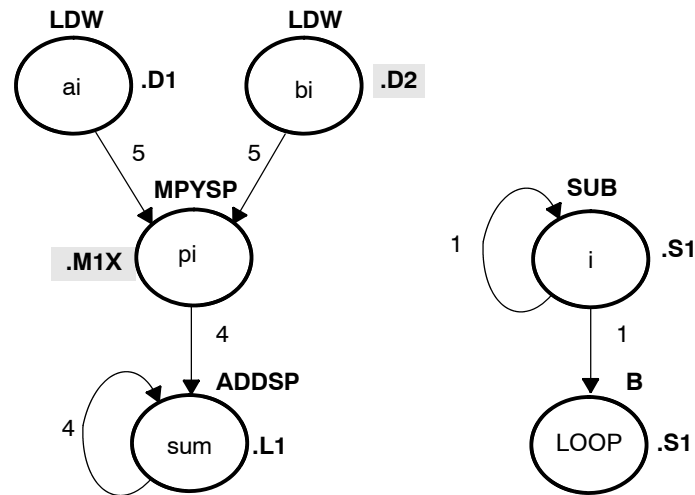 LDW
LDW
ai
.D1
bi
.D2
5
5
MPYSP
.M1X
pi
4
ADDSP
4
sum
.L1
SUB
1
i
.S1
1
B
LOOP
.S1